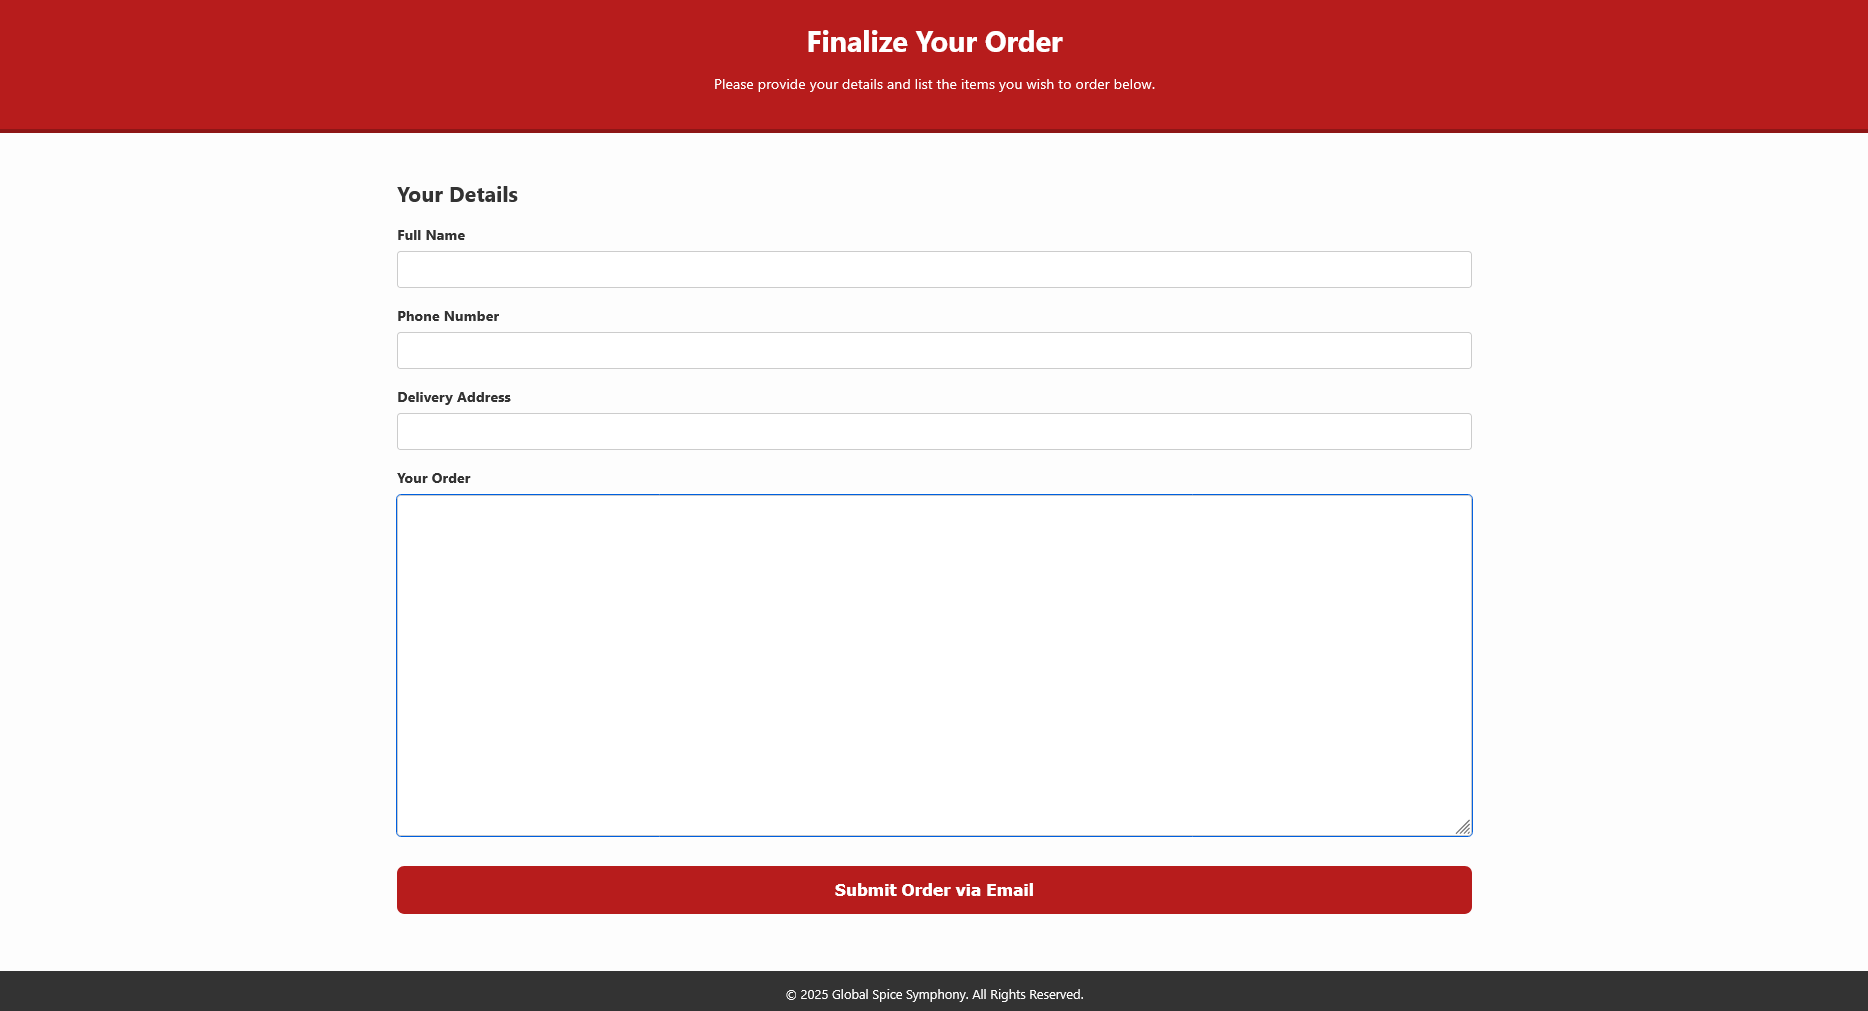 Finalize Your Order
Please provide your details and list the items you wish to order below.
Your Details
Full Name
Phone Number
Delivery Address
Your Order
Submit Order via Email
© 2025 Global Spice Symphony. All Rights Reserved.